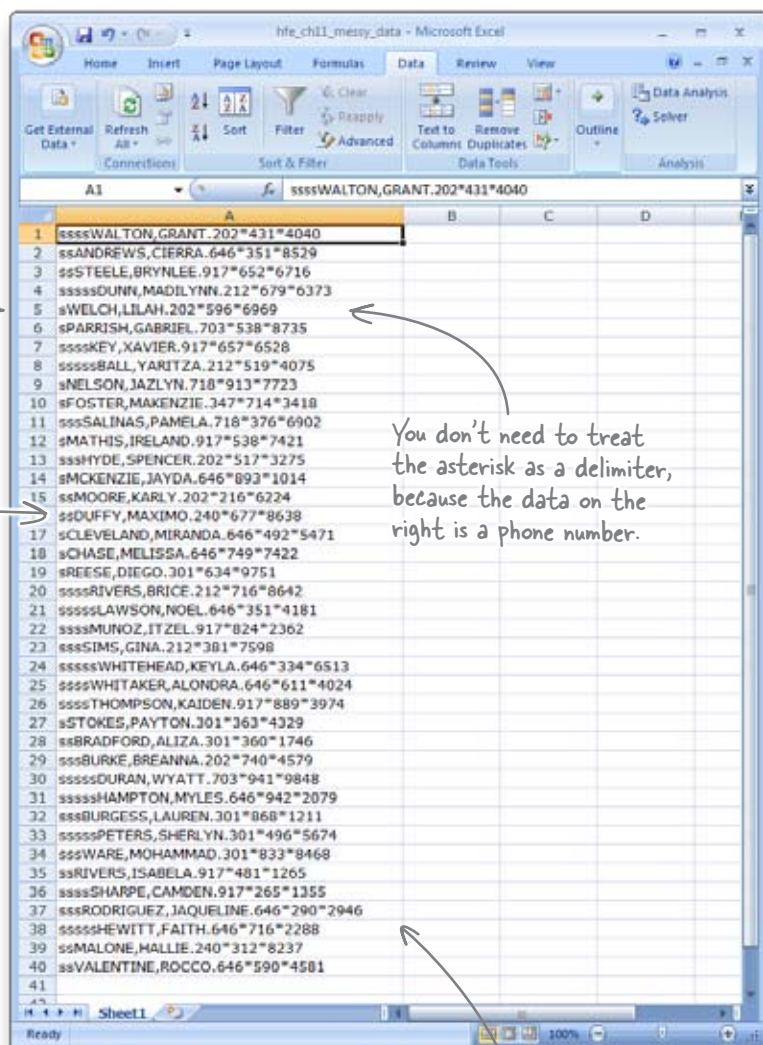 hfe_ch11_messy_data - Microsoft Excel
Home Insert Page Layout Formulas Data Review View
Get External Data
Refresh All
Sort
Filter
Clear
Reapply
Advanced
Text to Columns
Remove Duplicates
Outline
Data Analysis
Solver
Connections
Sort & Filter
Data Tools
Analysis
A1 fx ssssWALTON,GRANT.202*431*4040
A B C D
1 ssssWALTON,GRANT.202*431*4040
2 ssANDREWS,CIERRA.646*351*8529
3 ssSTEELE,BRYNLEE.917*652*6716
4 sssssDUNN,MADILYNN.212*679*6373
5 sWELCH,LILAH.202*596*6969
6 sPARRISH,GABRIEL.703*538*8735
7 ssssKEY,XAVIER.917*657*6528
8 sssssBALL,YARITZA.212*519*4075
9 sNELSON,JAZLYN.718*913*7723
10 sFOSTER,MAKENZIE.347*714*3418
11 sssSALINAS,PAMELA.718*376*6902
12 sMATHIS,IRELAND.917*538*7421
13 sssHYDE,SPENCER.202*517*3275
14 sMCKENZIE,JAYDA.646*893*1014
15 ssMOORE,KARLY.202*216*6224
16 ssDUFFY,MAXIMO.240*677*8638
17 sCLEVELAND,MIRANDA.646*492*5471
18 sCHASE,MELISSA.646*749*7422
19 sREESE,DIEGO.301*634*9751
20 ssssRIVERS,BRICE.212*716*8642
21 sssssLAWSON,NOEL.646*351*4181
22 ssssMUNOZ,ITZEL.917*824*2362
23 sssSIMS,GINA.212*381*7598
24 sssssWHITEHEAD,KEYLA.646*334*6513
25 ssssWHITAKER,ALONDRA.646*611*4024
26 ssssTHOMPSON,KAIDEN.917*889*3974
27 sSTOKES,PAYTON.301*363*4329
28 ssBRADFORD,ALIZA.301*360*1746
29 sssBURKE,BREANNA.202*740*4579
30 sssssDURAN,WYATT.703*941*9848
31 sssssHAMPTON,MYLES.646*942*2079
32 sssBURGESS,LAUREN.301*868*1211
33 sssssPETERS,SHERLYN.301*496*5674
34 sssWARE,MOHAMMAD.301*833*8468
35 ssRIVERS,ISABELA.917*481*1265
36 ssssSHARPE,CAMDEN.917*265*1355
37 sssRODRIGUEZ,JAQUELINE.646*290*2946
38 sssssHEWITT,FAITH.646*716*2288
39 ssMALONE,HALLIE.240*312*8237
40 ssVALENTINE,ROCCO.646*590*4581
41
You don't need to treat
the asterisk as a delimiter,
because the data on the
right is a phone number.
Sheet1
Ready 100%